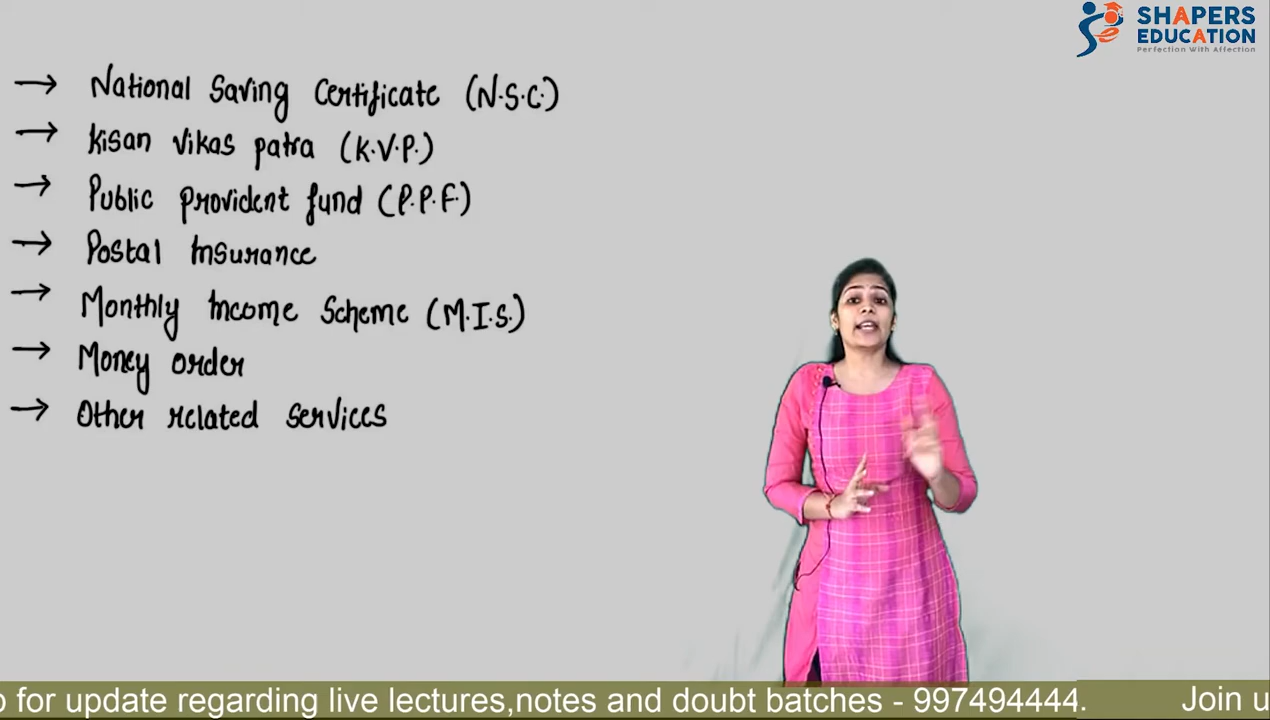 SHAPERS
EDUCATION
Perfection With Affection
→ National Saving Certificate (N.S.C.)
→ Kisan Vikas patra (K.V.P.)
→ Public provident fund (P.P.F.)
→ Postal Insurance
→ Monthly Income Scheme (M.I.S.)
→ Money order
→ Other related services
for update regarding live lectures,notes and doubt batches - 997494444. Join